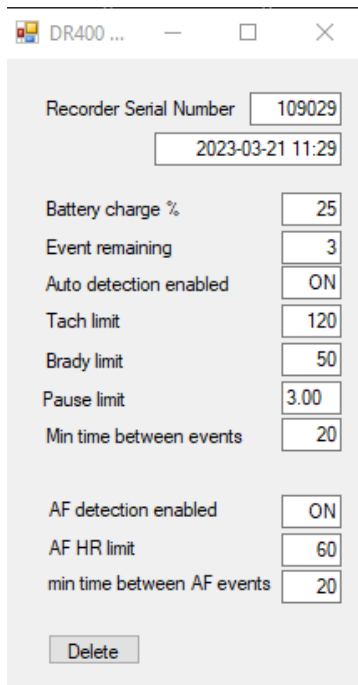 DR400 ...
Recorder Serial Number 109029
2023-03-21 11:29
Battery charge % 25
Event remaining 3
Auto detection enabled ON
Tach limit 120
Brady limit 50
Pause limit 3.00
Min time between events 20
AF detection enabled ON
AF HR limit 60
min time between AF events 20
Delete